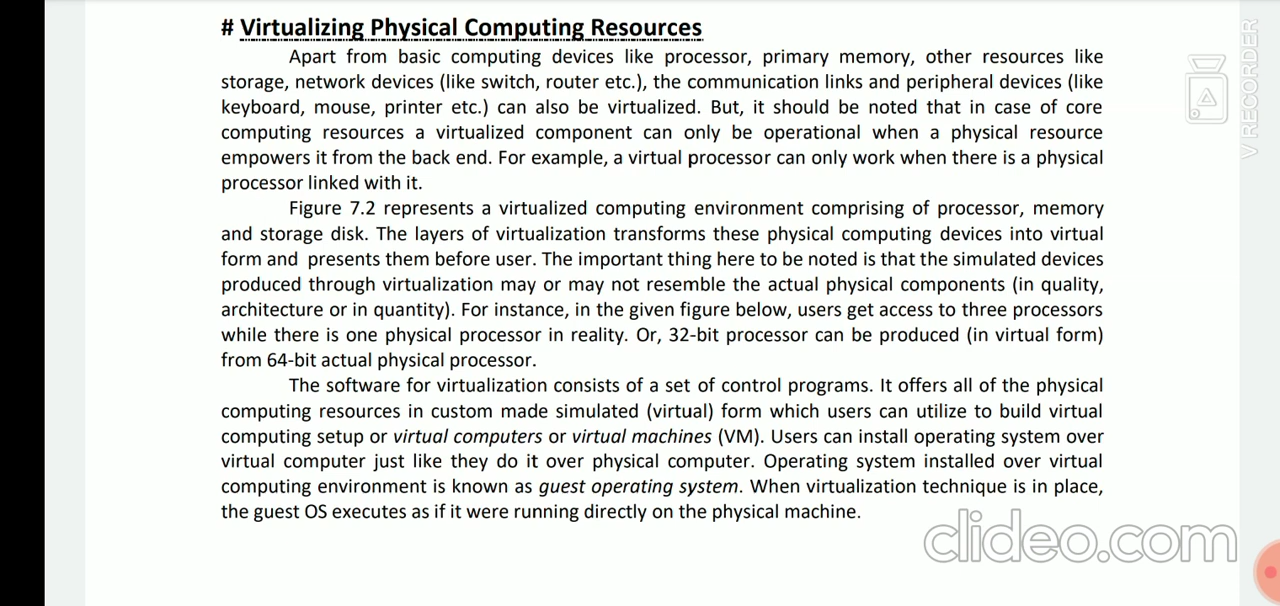 # Virtualizing Physical Computing Resources
Apart from basic computing devices like processor, primary memory, other resources like
storage, network devices (like switch, router etc.), the communication links and peripheral devices (like
keyboard, mouse, printer etc.) can also be virtualized. But, it should be noted that in case of core
computing resources a virtualized component can only be operational when a physical resource
empowers it from the back end. For example, a virtual processor can only work when there is a physical
processor linked with it.
Figure 7.2 represents a virtualized computing environment comprising of processor, memory
and storage disk. The layers of virtualization transforms these physical computing devices into virtual
form and presents them before user. The important thing here to be noted is that the simulated devices
produced through virtualization may or may not resemble the actual physical components (in quality,
architecture or in quantity). For instance, in the given figure below, users get access to three processors
while there is one physical processor in reality. Or, 32-bit processor can be produced (in virtual form)
from 64-bit actual physical processor.
The software for virtualization consists of a set of control programs. It offers all of the physical
computing resources in custom made simulated (virtual) form which users can utilize to build virtual
computing setup or virtual computers or virtual machines (VM). Users can install operating system over
virtual computer just like they do it over physical computer. Operating system installed over virtual
computing environment is known as guest operating system. When virtualization technique is in place,
the guest OS executes as if it were running directly on the physical machine.
clideo.com
V RECORDER